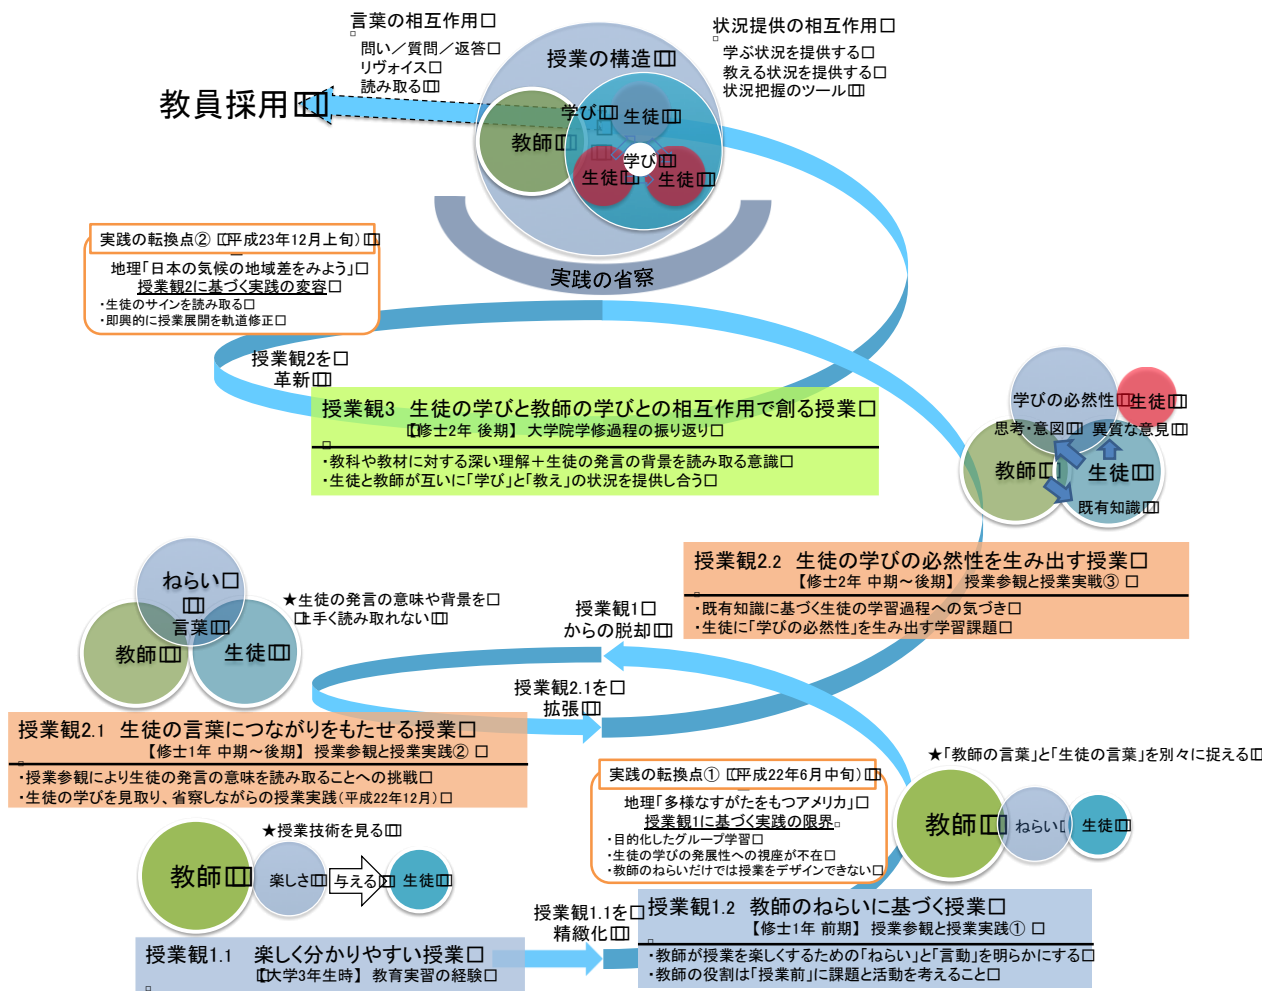 言葉の相互作用
問い／質問／返答
リヴォイス
読み取る
状況提供の相互作用
学ぶ状況を提供する
教える状況を提供する
状況把握のツール
授業の構造
教員採用
学び
生徒
教師
学び
生徒
生徒
実践の省察
実践の転換点② (平成23年12月上旬)
地理「日本の気候の地域差をみよう」
授業観2に基づく実践の変容
・生徒のサインを読み取る
・即興的に授業展開を軌道修正
授業観2を
革新
授業観3 生徒の学びと教師の学びとの相互作用で創る授業
【修士2年 後期】 大学院学修過程の振り返り
・教科や教材に対する深い理解＋生徒の発言の背景を読み取る意識
・生徒と教師が互いに「学び」と「教え」の状況を提供し合う
学びの必然性
生徒
思考・意図
異質な意見
教師
生徒
既有知識
授業観2.2 生徒の学びの必然性を生み出す授業
【修士2年 中期～後期】 授業参観と授業実戦③
・既有知識に基づく生徒の学習過程への気づき
・生徒に「学びの必然性」を生み出す学習課題
ねらい
言葉
教師
生徒
★生徒の発言の意味や背景を
上手く読み取れない
授業観1
からの脱却
授業観2.1を
拡張
授業観2.1 生徒の言葉につながりをもたせる授業
【修士1年 中期～後期】 授業参観と授業実践②
・授業参観により生徒の発言の意味を読み取ることへの挑戦
・生徒の学びを見取り、省察しながらの授業実践(平成22年12月)
★「教師の言葉」と「生徒の言葉」を別々に捉える
実践の転換点① (平成22年6月中旬)
地理「多様なすがたをもつアメリカ」
授業観1に基づく実践の限界
・目的化したグループ学習
・生徒の学びの発展性への視座が不在
・教師のねらいだけでは授業をデザインできない
教師
ねらい
生徒
★授業技術を見る
教師
楽しさ
与える
生徒
授業観1.1を
精緻化
授業観1.2 教師のねらいに基づく授業
【修士1年 前期】 授業参観と授業実践①
・教師が授業を楽しくするための「ねらい」と「言動」を明らかにする
・教師の役割は「授業前」に課題と活動を考えること
授業観1.1 楽しく分かりやすい授業
【大学3年生時】 教育実習の経験